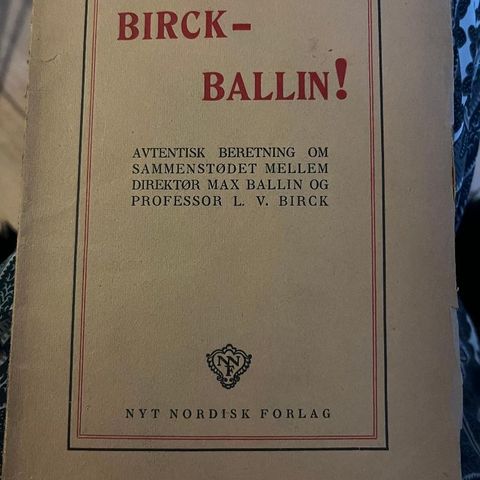 BIRCK–
BALLIN!
AVTENTISK BERETNING OM
SAMMENSTØDET MELLEM
DIREKTØR MAX BALLIN OG
PROFESSOR L. V. BIRCK
NNF
NYT NORDISK FORLAG